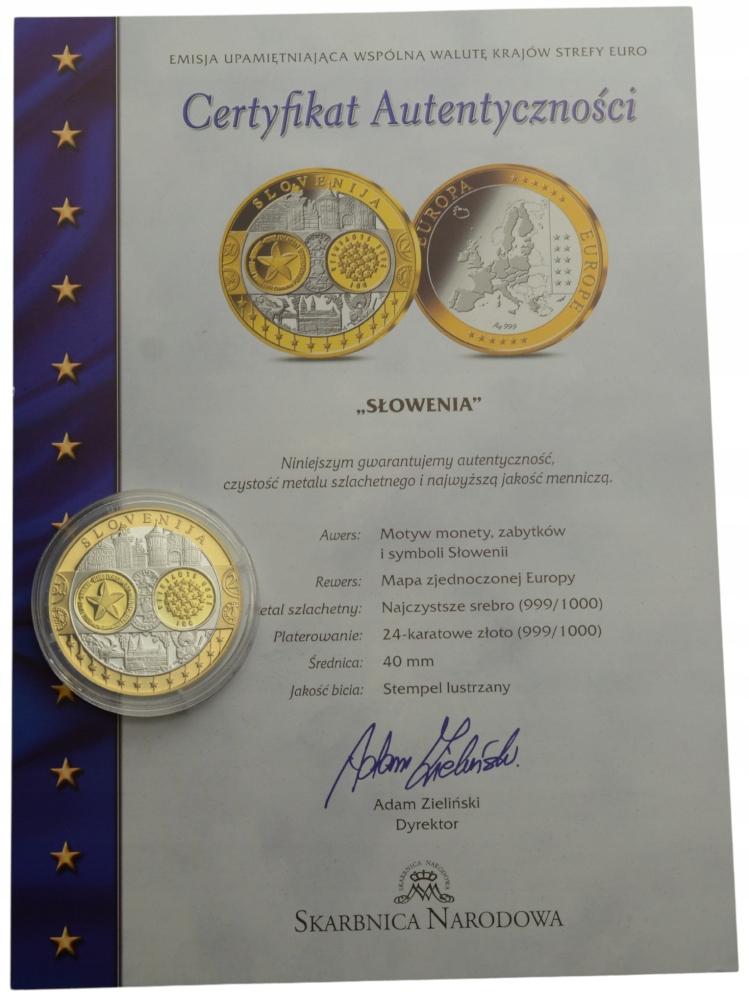 EMISJA UPAMIĘTNIAJĄCA WSPÓLNĄ WALUTĘ KRAJÓW STREFY EURO
Certyfikat Autentyczności
SLOVENIJA
EUROPA
EUROPE
Ag 999
„SŁOWENIA”
Niniejszym gwarantujemy autentyczność,
czystość metalu szlachetnego i najwyższą jakość menniczą.
Awers: Motyw monety, zabytków
i symboli Słowenii
Rewers: Mapa zjednoczonej Europy
etal szlachetny: Najczystsze srebro (999/1000)
Platerowanie: 24-karatowe złoto (999/1000)
Średnica: 40 mm
Jakość bicia: Stempel lustrzany
SLOVENIJA
Adam Zieliński
Adam Zieliński
Dyrektor
SKARBNICA NARODOWA
SKARBNICA NARODOWA